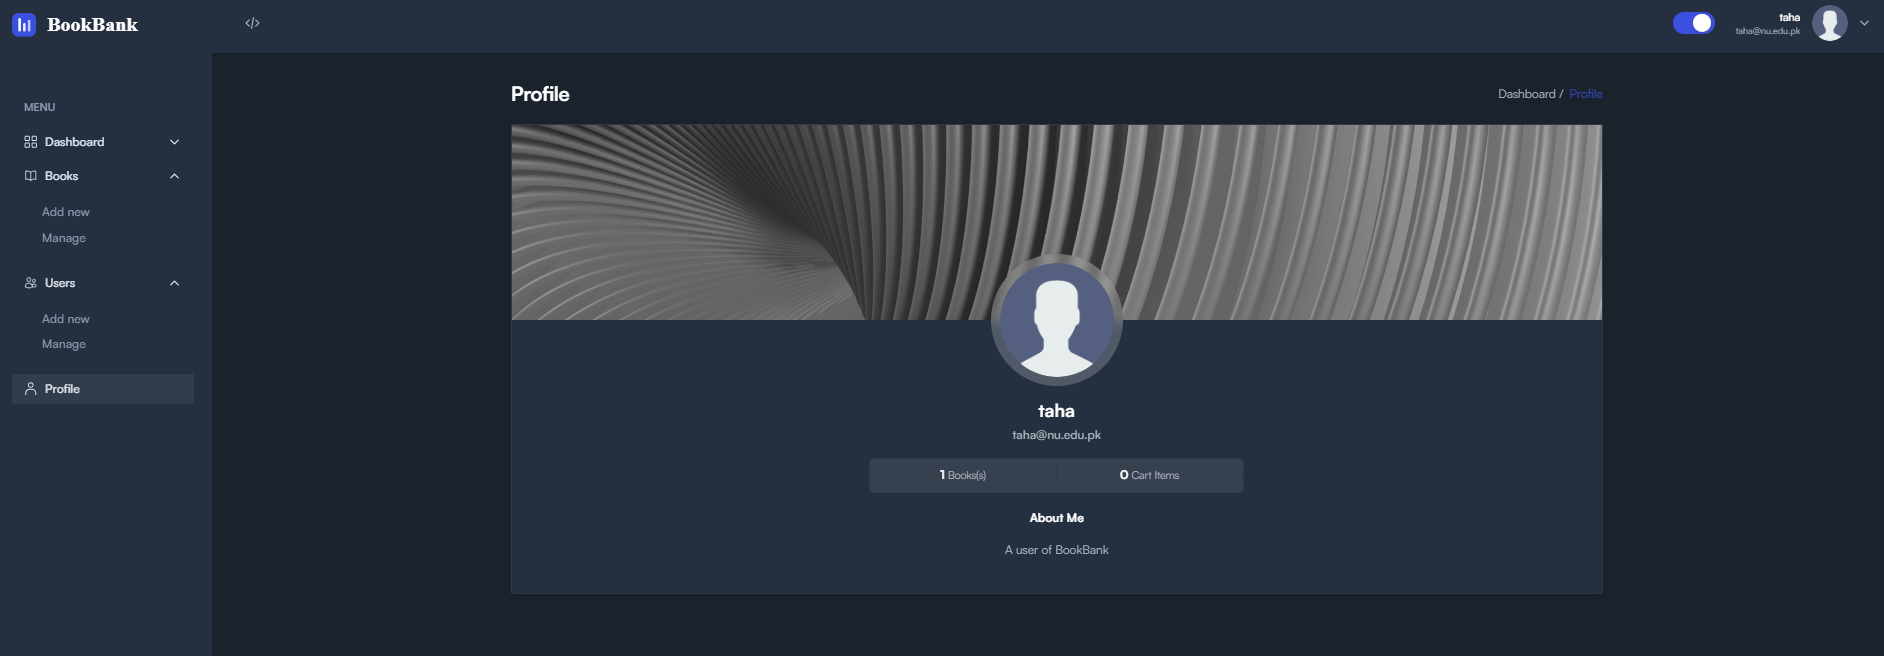 BookBank
</>
taha
taha@nu.edu.pk
MENU
Dashboard
Books
Add new
Manage
Users
Add new
Manage
Profile
Profile
Dashboard / Profile
taha
taha@nu.edu.pk
1 Books(s) 0 Cart Items
About Me
A user of BookBank